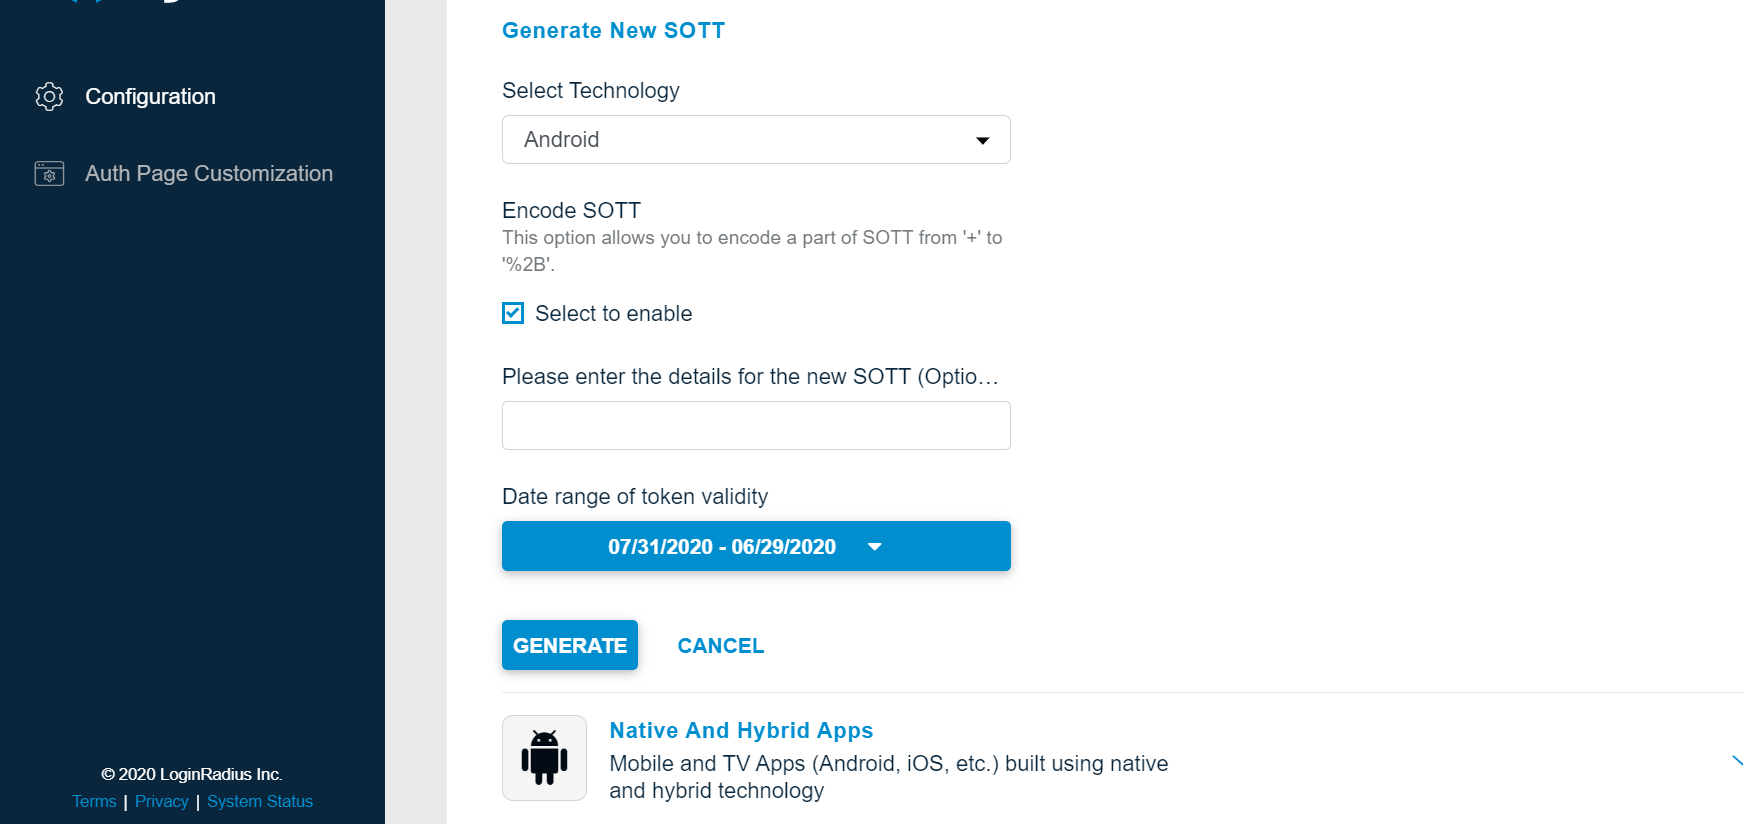 Configuration
Auth Page Customization
© 2020 LoginRadius Inc.
Terms | Privacy | System Status
Generate New SOTT
Select Technology
Android
Encode SOTT
This option allows you to encode a part of SOTT from '+' to
'%2B'.
Select to enable
Please enter the details for the new SOTT (Optio…
Date range of token validity
07/31/2020 - 06/29/2020
GENERATE CANCEL
Native And Hybrid Apps
Mobile and TV Apps (Android, iOS, etc.) built using native
and hybrid technology